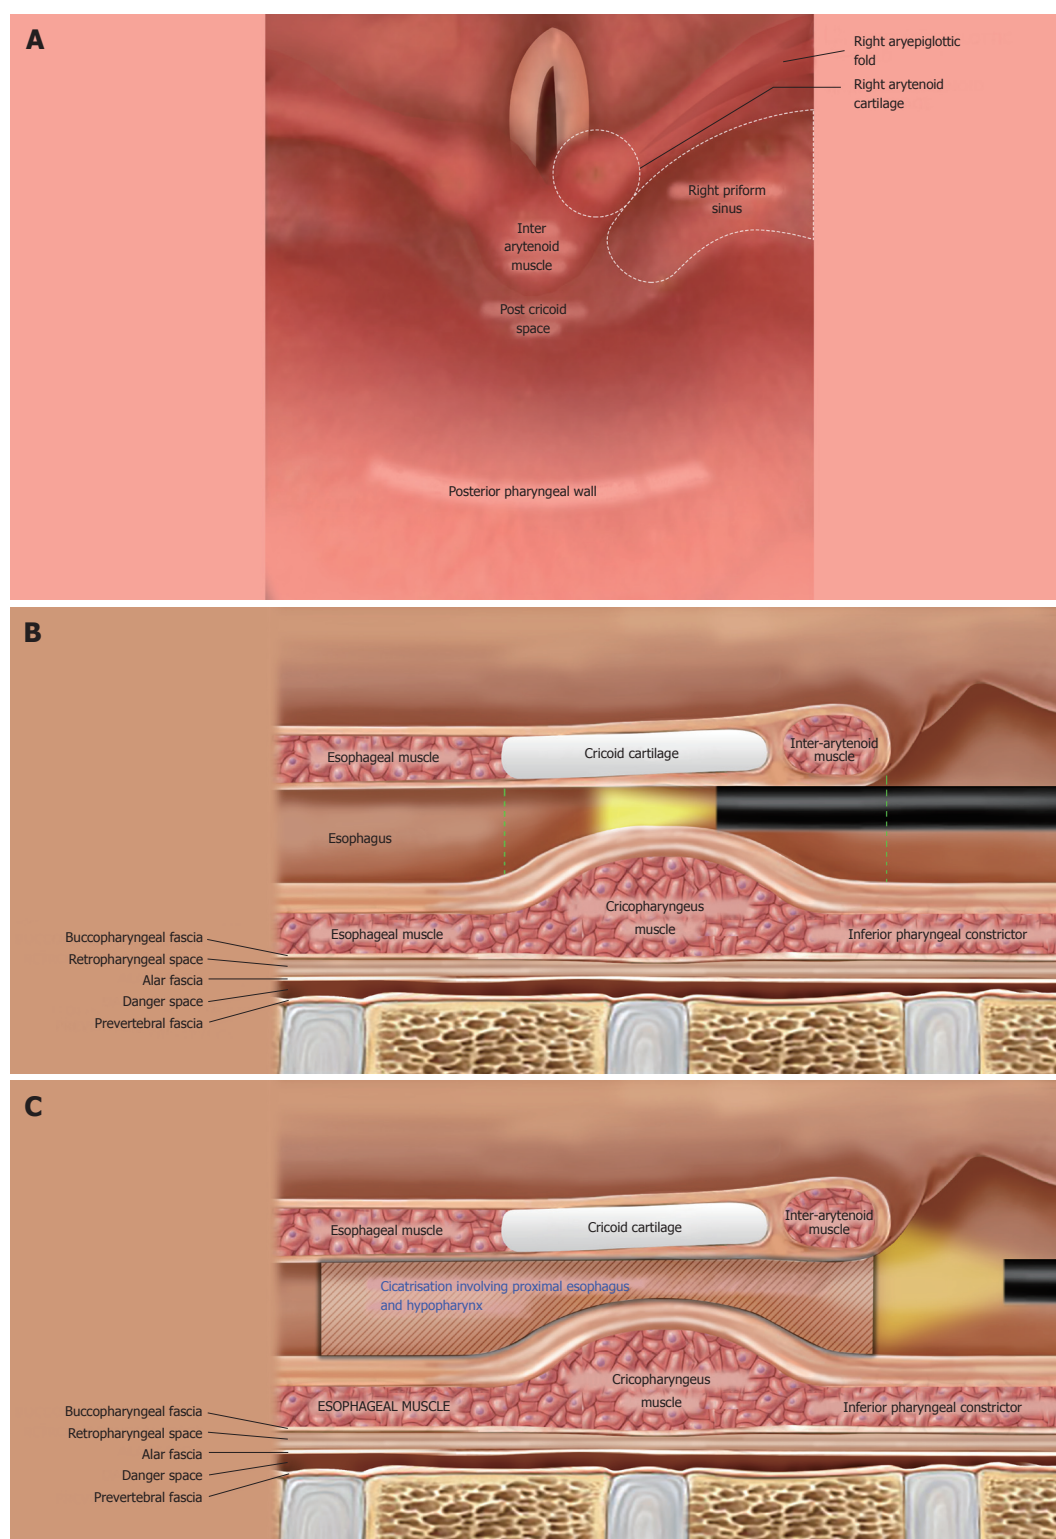 A
Right aryepiglottic
fold
Right arytenoid
cartilage
Right priform
sinus
Inter
arytenoid
muscle
Post cricoid
space
Posterior pharyngeal wall
B
Esophageal muscle
Cricoid cartilage
Inter-arytenoid
muscle
Esophagus
Cricopharyngeus
muscle
Esophageal muscle
Inferior pharyngeal constrictor
Buccopharyngeal fascia
Retropharyngeal space
Alar fascia
Danger space
Prevertebral fascia
C
Esophageal muscle
Cricoid cartilage
Inter-arytenoid
muscle
Cicatrisation involving proximal esophagus
and hypopharynx
Cricopharyngeus
muscle
ESOPHAGEAL MUSCLE
Inferior pharyngeal constrictor
Buccopharyngeal fascia
Retropharyngeal space
Alar fascia
Danger space
Prevertebral fascia